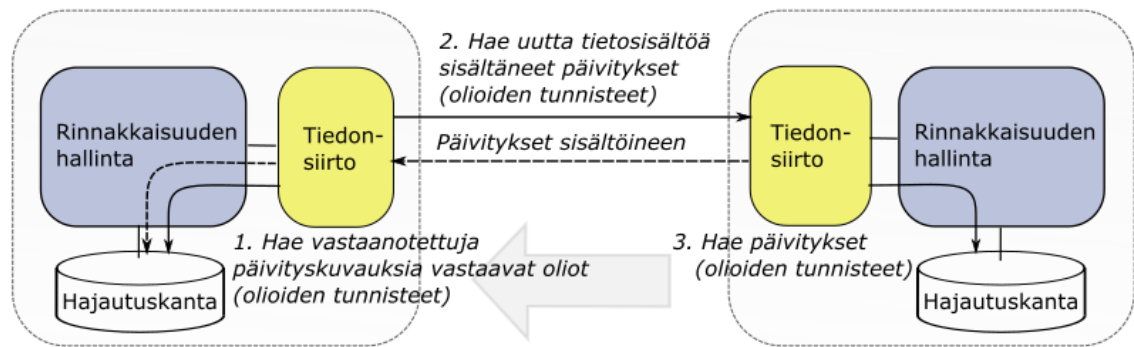 2. Hae uutta tietosisältöä
sisältäneet päivitykset
(olioiden tunnisteet)
Rinnakkaisuuden
hallinta
Tiedon-
siirto
Päivitykset sisältöineen
Tiedon-
siirto
Rinnakkaisuuden
hallinta
1. Hae vastaanotettuja
päivityskuvauksia vastaavat oliot
(olioiden tunnisteet)
3. Hae päivitykset
(olioiden tunnisteet)
Hajautuskanta
Hajautuskanta